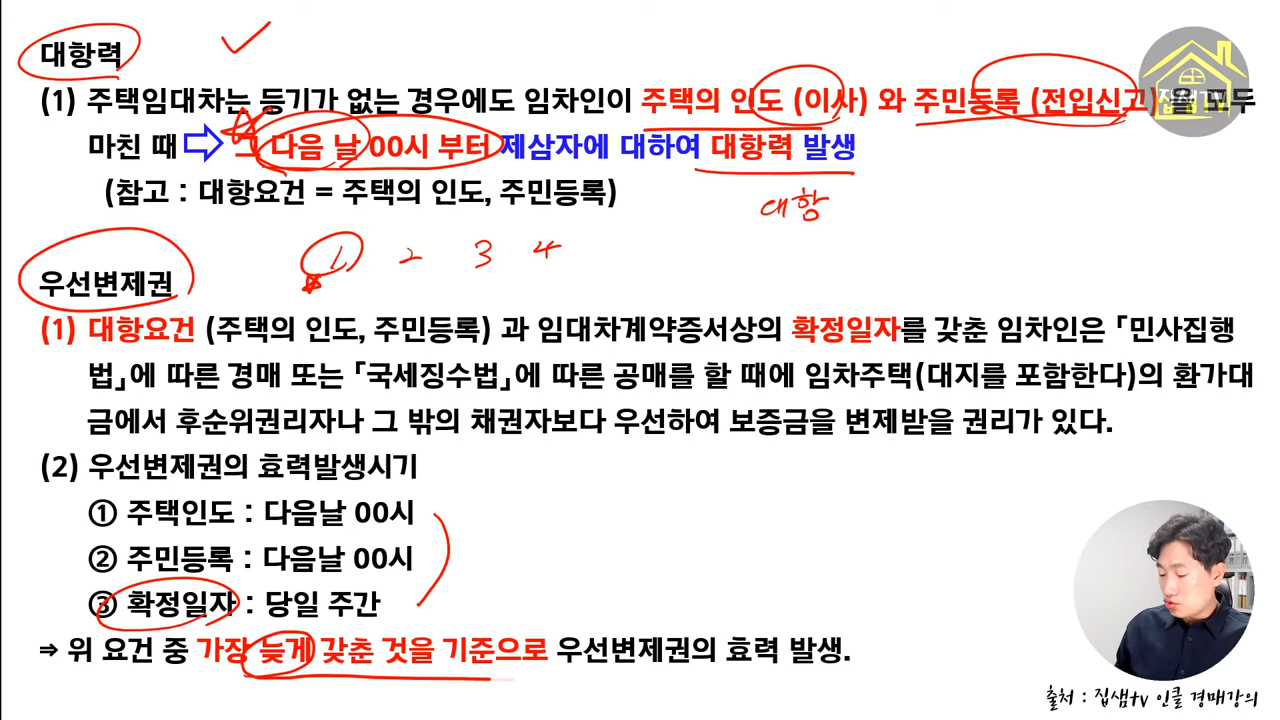 대항력
(1) 주택임대차는 등기가 없는 경우에도 임차인이 주택의 인도 (이사) 와 주민등록 (전입신고) 을 모두
마친 때 ⇨ 그 다음 날 00시 부터 제삼자에 대하여 대항력 발생
(참고 : 대항요건 = 주택의 인도, 주민등록)
대항
1 2 3 4
우선변제권
(1) 대항요건 (주택의 인도, 주민등록) 과 임대차계약증서상의 확정일자를 갖춘 임차인은 「민사집행
법」에 따른 경매 또는 「국세징수법」에 따른 공매를 할 때에 임차주택(대지를 포함한다)의 환가대
금에서 후순위권리자나 그 밖의 채권자보다 우선하여 보증금을 변제받을 권리가 있다.
(2) 우선변제권의 효력발생시기
① 주택인도 : 다음날 00시
② 주민등록 : 다음날 00시
③ 확정일자 : 당일 주간
⇒ 위 요건 중 가장 늦게 갖춘 것을 기준으로 우선변제권의 효력 발생.
집샘TV
출처 : 집샘tv 인클 경매강의